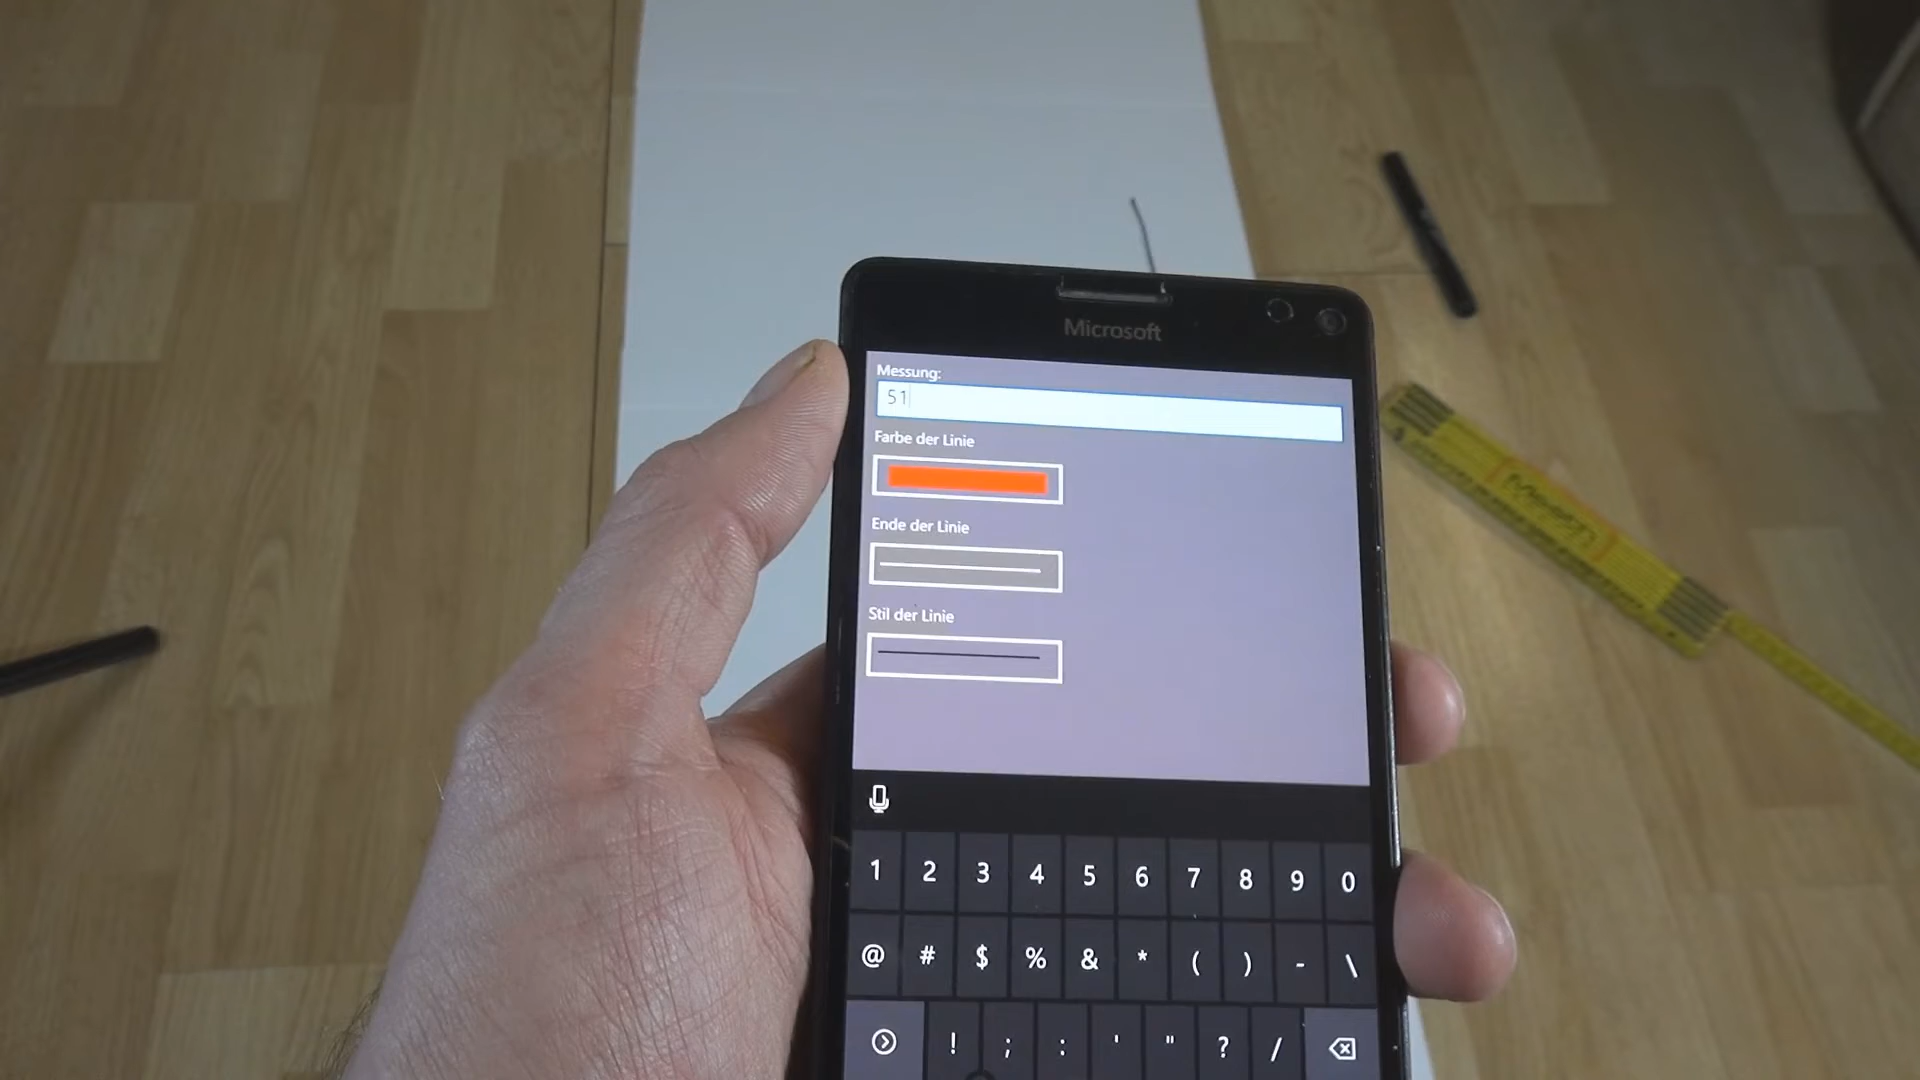 Microsoft
Messung:
51
Farbe der Linie
Ende der Linie
Stil der Linie
1 2 3 4 5 6 7 8 9 0
@ # $ % & * ( ) - \
! ; : ' " ? /